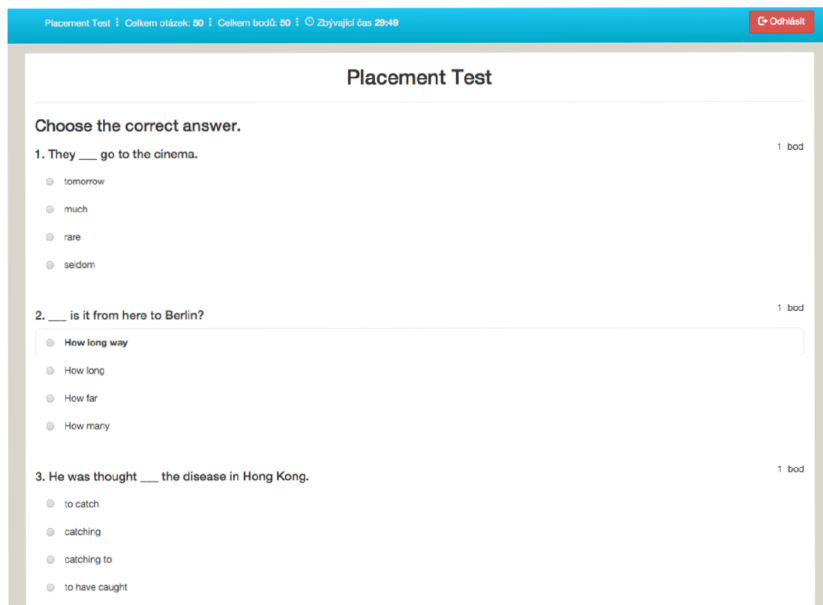 Placement Test ⋮ Celkem otázek: 50 ⋮ Celkem bodů: 50 ⋮ Zbývající čas 29:49
Odhlásit
Placement Test
Choose the correct answer.
1. They ___ go to the cinema.
1 bod
tomorrow
much
rare
seldom
2. ___ is it from here to Berlin?
1 bod
How long way
How long
How far
How many
3. He was thought ___ the disease in Hong Kong.
1 bod
to catch
catching
catching to
to have caught